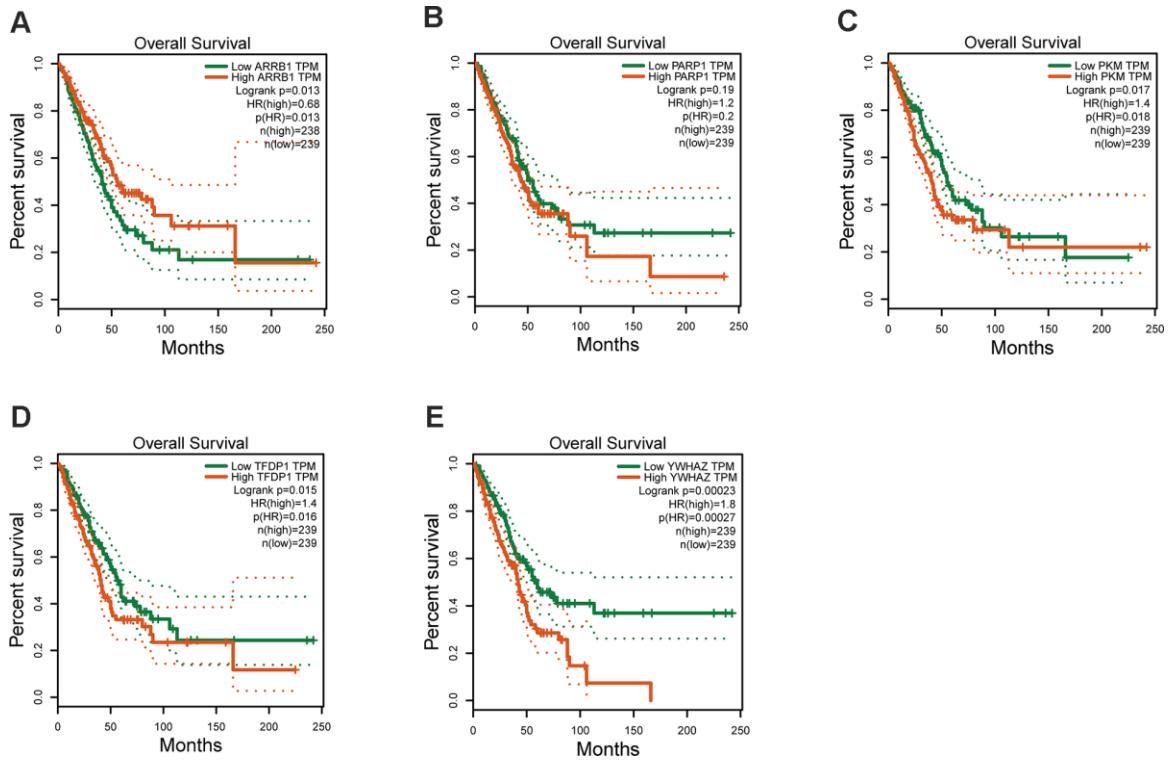 A
Overall Survival
Low ARRB1 TPM
High ARRB1 TPM
Logrank p=0.013
HR(high)=0.68
p(HR)=0.013
n(high)=238
n(low)=239
Percent survival
1.0
0.8
0.6
0.4
0.2
0.0
0 50 100 150 200 250
Months
B
Overall Survival
Low PARP1 TPM
High PARP1 TPM
Logrank p=0.19
HR(high)=1.2
p(HR)=0.2
n(high)=239
n(low)=239
Percent survival
1.0
0.8
0.6
0.4
0.2
0.0
0 50 100 150 200 250
Months
C
Overall Survival
Low PKM TPM
High PKM TPM
Logrank p=0.017
HR(high)=1.4
p(HR)=0.018
n(high)=239
n(low)=239
Percent survival
1.0
0.8
0.6
0.4
0.2
0.0
0 50 100 150 200 250
Months
D
Overall Survival
Low TFDP1 TPM
High TFDP1 TPM
Logrank p=0.015
HR(high)=1.4
p(HR)=0.016
n(high)=239
n(low)=239
Percent survival
1.0
0.8
0.6
0.4
0.2
0.0
0 50 100 150 200 250
Months
E
Overall Survival
Low YWHAZ TPM
High YWHAZ TPM
Logrank p=0.00023
HR(high)=1.8
p(HR)=0.00027
n(high)=239
n(low)=239
Percent survival
1.0
0.8
0.6
0.4
0.2
0.0
0 50 100 150 200 250
Months